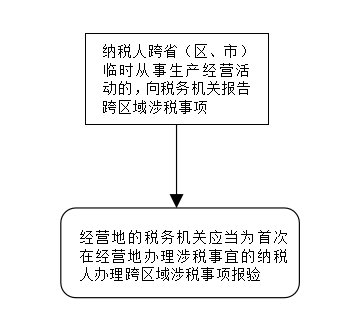 纳税人跨省（区、市）
临时从事生产经营活
动的，向税务机关报告
跨区域涉税事项
经营地的税务机关应当为首次
在经营地办理涉税事宜的纳税
人办理跨区域涉税事项报验